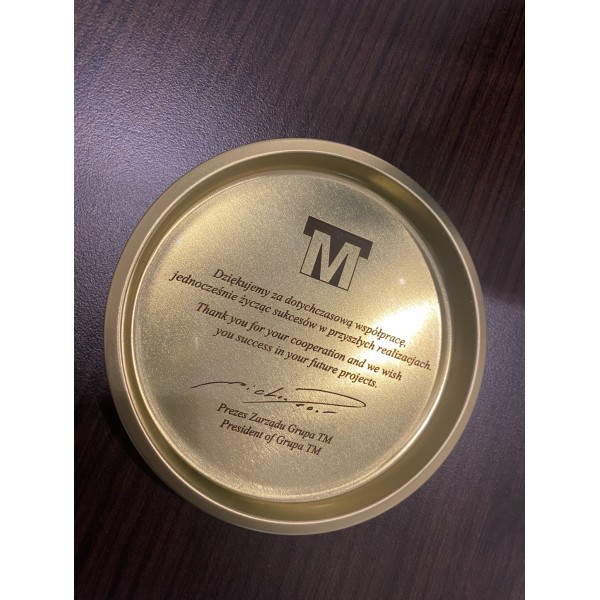 TM
Dziękujemy za dotychczasową współpracę,
jednocześnie życząc sukcesów w przyszłych realizacjach.
Thank you for your cooperation and we wish
you success in your future projects.
Prezes Zarządu Grupa TM
President of Grupa TM